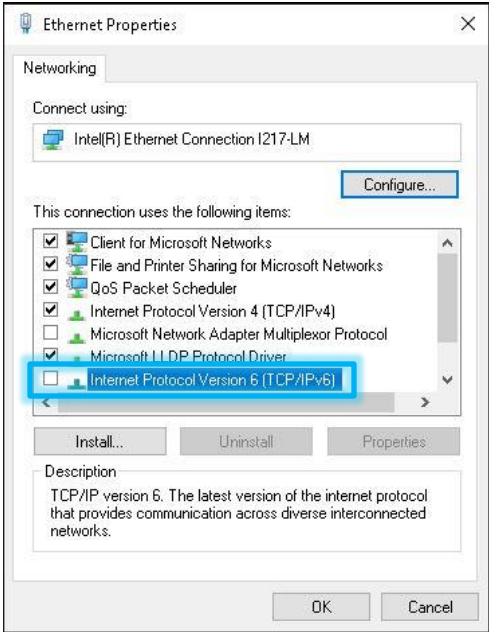 Ethernet Properties
Networking
Connect using:
Intel(R) Ethernet Connection I217-LM
Configure...
This connection uses the following items:
Client for Microsoft Networks
File and Printer Sharing for Microsoft Networks
QoS Packet Scheduler
Internet Protocol Version 4 (TCP/IPv4)
Microsoft Network Adapter Multiplexor Protocol
Microsoft LLDP Protocol Driver
Internet Protocol Version 6 (TCP/IPv6)
Install...
Uninstall
Properties
Description
TCP/IP version 6. The latest version of the internet protocol
that provides communication across diverse interconnected
networks.
OK
Cancel